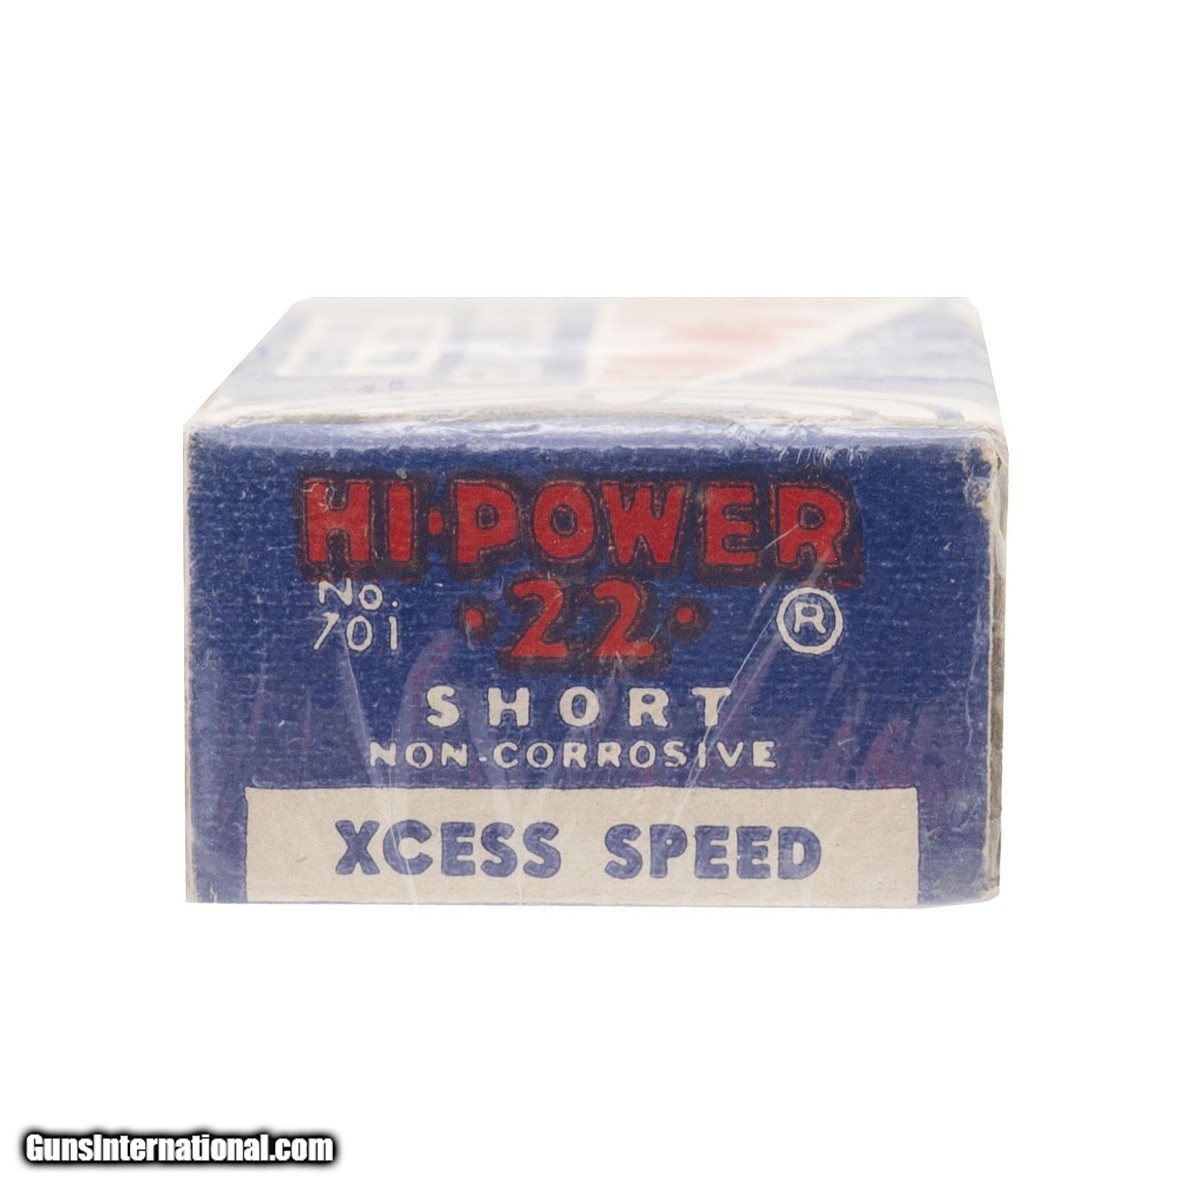 HI·POWER
No.
701
·22·
®
SHORT
NON-CORROSIVE
XCESS SPEED
GunsInternational.com